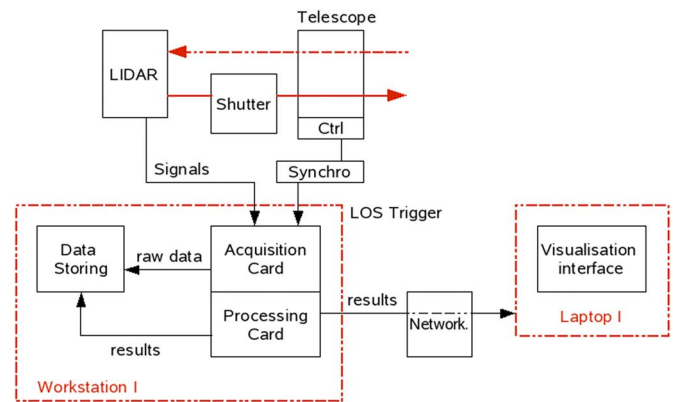 Telescope
LIDAR
Shutter
Ctrl
Signals
Synchro
LOS Trigger
Data
Storing
raw data
Acquisition
Card
Visualisation
interface
Processing
Card
results
Network.
Laptop I
results
Workstation I